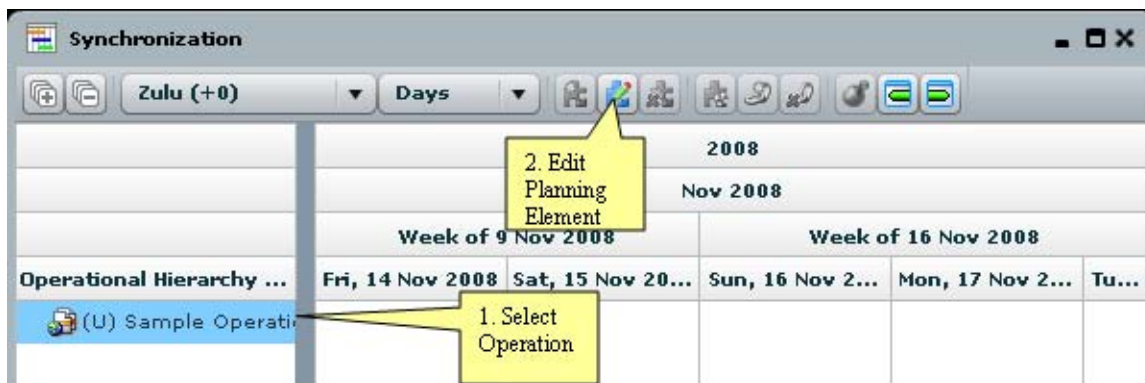 Synchronization
Zulu (+0) Days
2008
2. Edit
Planning
Element
Nov 2008
Week of 9 Nov 2008 Week of 16 Nov 2008
Operational Hierarchy ... Fri, 14 Nov 2008 Sat, 15 Nov 20... Sun, 16 Nov 2... Mon, 17 Nov 2... Tu...
(U) Sample Operati
1. Select
Operation